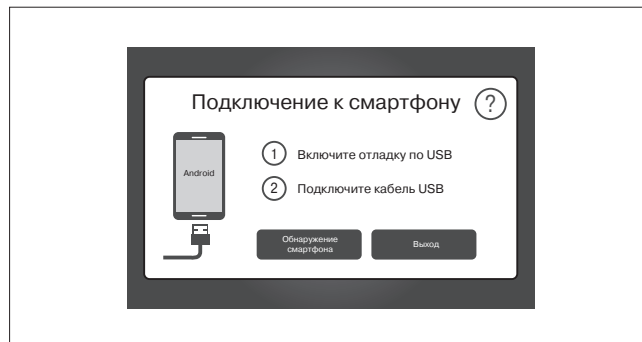 Подключение к смартфону
?
Android
1 Включите отладку по USB
2 Подключите кабель USB
Обнаружение
смартфона
Выход